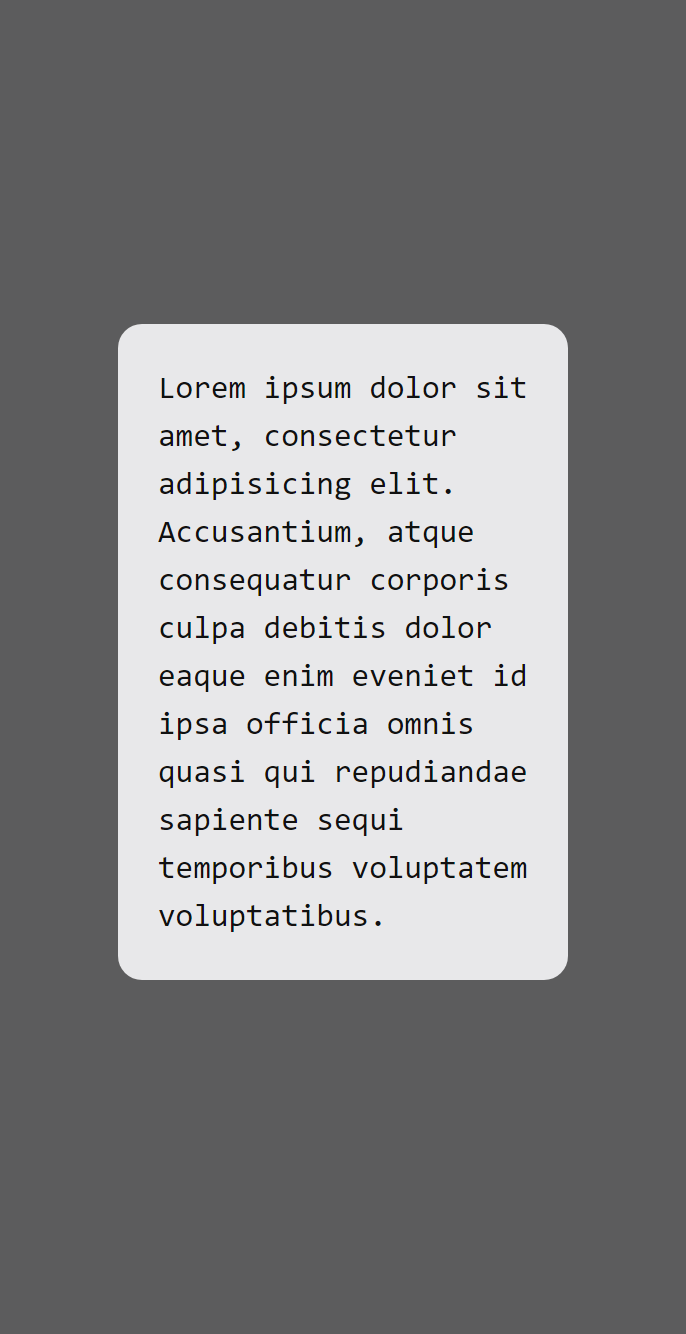 Lorem ipsum dolor sit
amet, consectetur
adipisicing elit.
Accusantium, atque
consequatur corporis
culpa debitis dolor
eaque enim eveniet id
ipsa officia omnis
quasi qui repudiandae
sapiente sequi
temporibus voluptatem
voluptatibus.